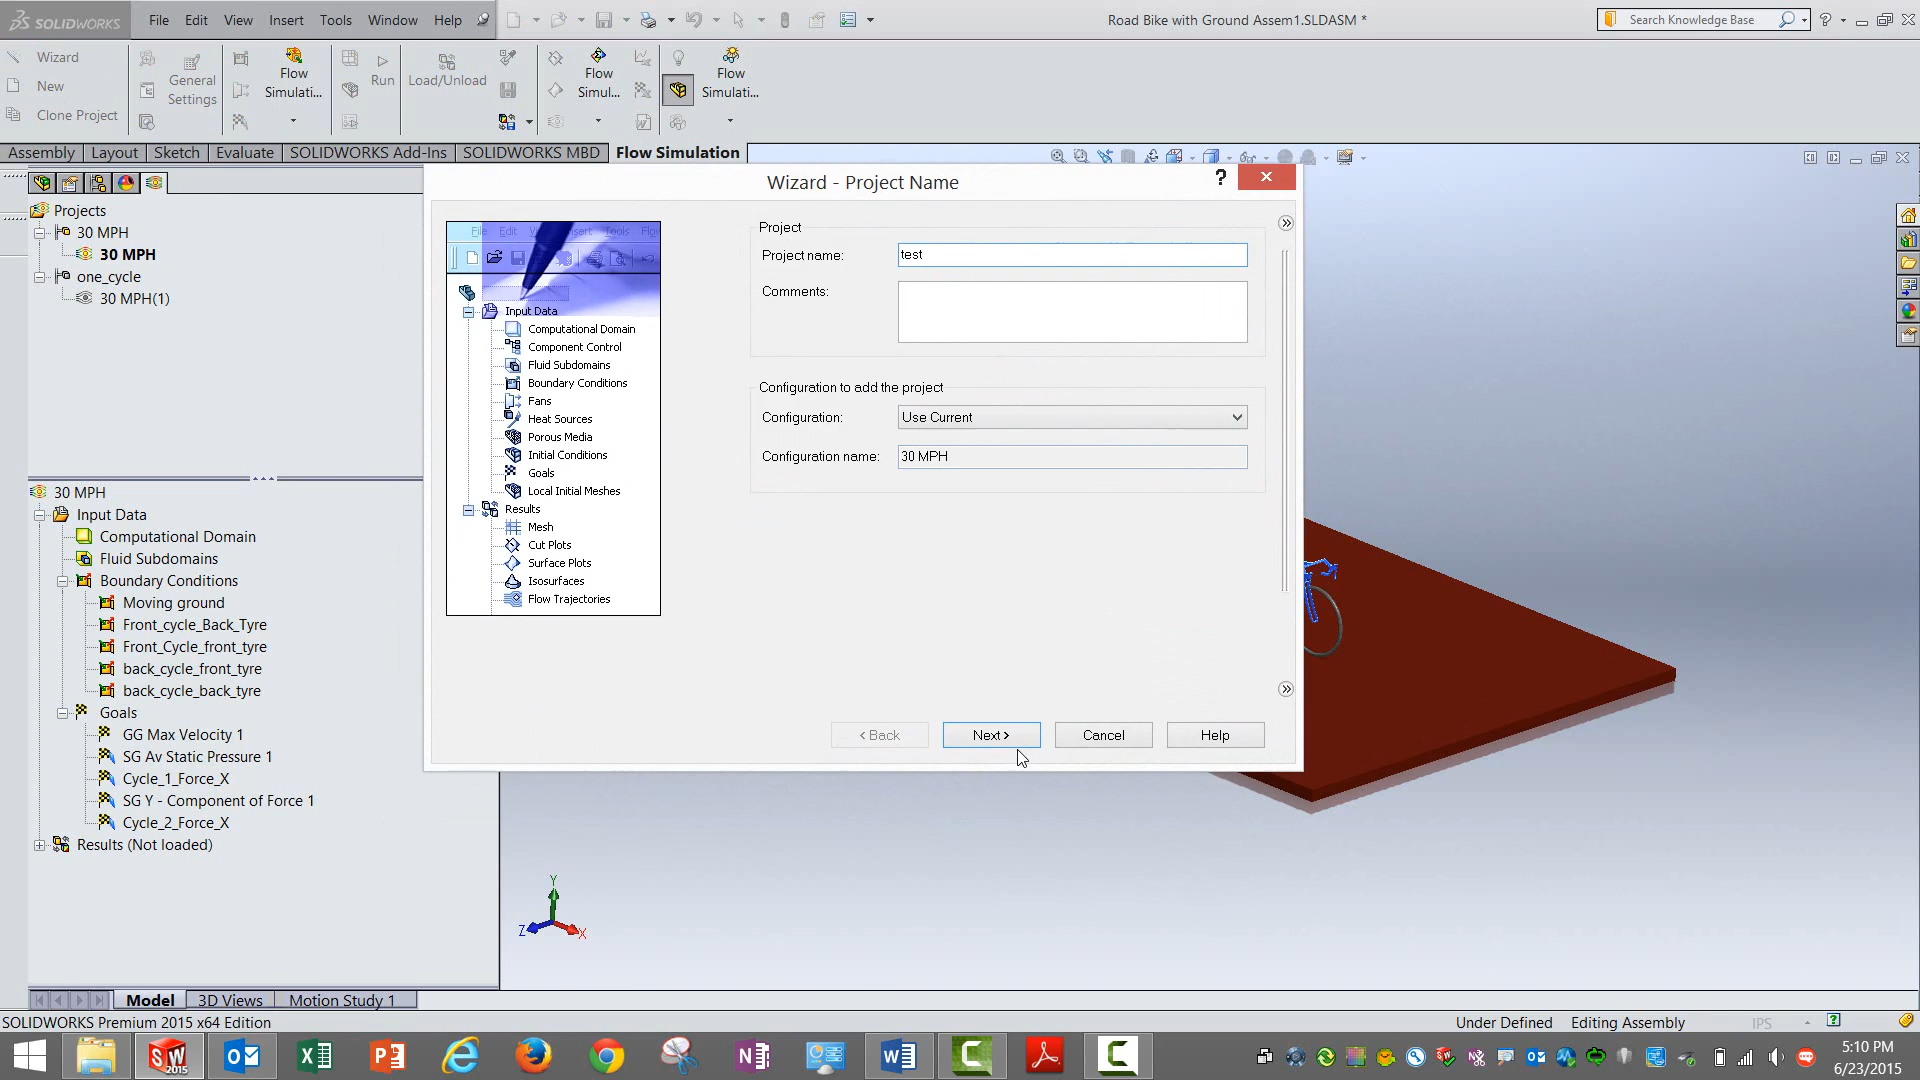 SOLIDWORKS
File Edit View Insert Tools Window Help
Road Bike with Ground Assem1.SLDASM *
Search Knowledge Base
Wizard
New
Clone Project
General Settings
Flow Simulati...
Run
Load/Unload
Flow Simul...
Flow Simulati...
Assembly Layout Sketch Evaluate SOLIDWORKS Add-Ins SOLIDWORKS MBD Flow Simulation
Projects
30 MPH
30 MPH
one_cycle
30 MPH(1)
30 MPH
Input Data
Computational Domain
Fluid Subdomains
Boundary Conditions
Moving ground
Front_cycle_Back_Tyre
Front_Cycle_front_tyre
back_cycle_front_tyre
back_cycle_back_tyre
Goals
GG Max Velocity 1
SG Av Static Pressure 1
Cycle_1_Force_X
SG Y - Component of Force 1
Cycle_2_Force_X
Results (Not loaded)
Wizard - Project Name
?
File Edit
Input Data
Computational Domain
Component Control
Fluid Subdomains
Boundary Conditions
Fans
Heat Sources
Porous Media
Initial Conditions
Goals
Local Initial Meshes
Results
Mesh
Cut Plots
Surface Plots
Isosurfaces
Flow Trajectories
Project
Project name: test
Comments:
Configuration to add the project
Configuration: Use Current
Configuration name: 30 MPH
< Back Next > Cancel Help
Y
Z
X
Model 3D Views Motion Study 1
SOLIDWORKS Premium 2015 x64 Edition
Under Defined Editing Assembly IPS
5:10 PM
6/23/2015